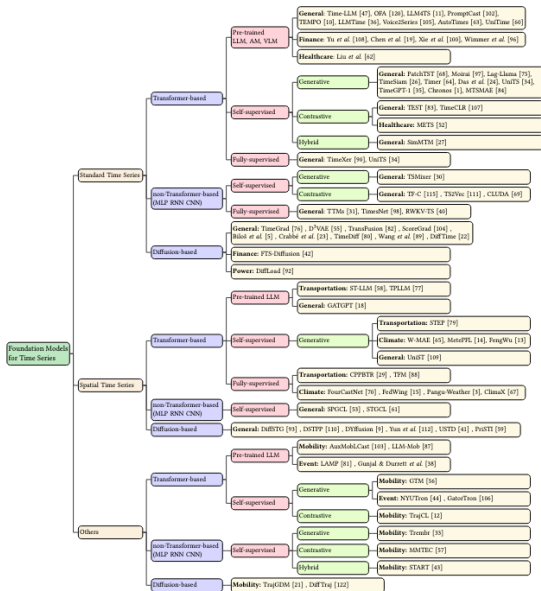 General: Time-LLM [47], OFA [120], LLM4TS [11], PromptCast [102],
TEMPO [10], LLMTime [36], Voice2Series [105], AutoTimes [63], UniTime [60]
Pre-trained
LLM, AM, VLM
Finance: Yu et al. [108], Chen et al. [19], Xie et al. [100], Wimmer et al. [96]
Healthcare: Liu et al. [62]
General: PatchTST [68], Moirai [97], Lag-Llama [75],
TimeSiam [26], Timer [64], Das et al. [24], UniTS [34],
TimeGPT-1 [35], Chronos [1], MTSMAE [84]
Generative
Transformer-based
Self-supervised
General: TEST [83], TimeCLR [107]
Contrastive
Healthcare: METS [52]
Hybrid
General: SimMTM [27]
Fully-supervised
General: TimeXer [90], UniTS [34]
Standard Time Series
Generative
General: TSMixer [30]
non-Transformer-based
(MLP RNN CNN)
Self-supervised
Contrastive
General: TF-C [115] , TS2Vec [111] , CLUDA [69]
Fully-supervised
General: TTMs [31], TimesNet [98], RWKV-TS [40]
General: TimeGrad [76] , D³VAE [55] , TransFusion [82] , ScoreGrad [104] ,
Biloš et al. [5] , Crabbé et al. [23] , TimeDiff [80] , Wang et al. [89] , DiffTime [22]
Diffusion-based
Finance: FTS-Diffusion [42]
Power: DiffLoad [92]
Pre-trained LLM
Transportation: ST-LLM [58], TPLLM [77]
General: GATGPT [18]
Foundation Models
for Time Series
Transportation: STEP [79]
Transformer-based
Self-supervised
Generative
Climate: W-MAE [65], MetePFL [14], FengWu [13]
General: UniST [109]
Fully-supervised
Transportation: CPPBTR [29] , TFM [88]
Climate: FourCastNet [70] , FedWing [15] , Pangu-Weather [3] , ClimaX [67]
Spatial Time Series
non-Transformer-based
(MLP RNN CNN)
Self-supervised
General: SPGCL [53] , STGCL [61]
Diffusion-based
General: DiffSTG [93] , DSTPP [110] , DYffusion [9] , Yun et al. [112] , USTD [41] , PriSTI [59]
Pre-trained LLM
Mobility: AuxMobLCast [103] , LLM-Mob [87]
Event: LAMP [81] , Gunjal & Durrett et al. [38]
Transformer-based
Mobility: GTM [56]
Generative
Event: NYUTron [44] , GatorTron [106]
Self-supervised
Contrastive
Mobility: TrajCL [12]
Others
Generative
Mobility: Trembr [33]
non-Transformer-based
(MLP RNN CNN)
Self-supervised
Contrastive
Mobility: MMTEC [57]
Hybrid
Mobility: START [43]
Diffusion-based
Mobility: TrajGDM [21] , DiffTraj [122]